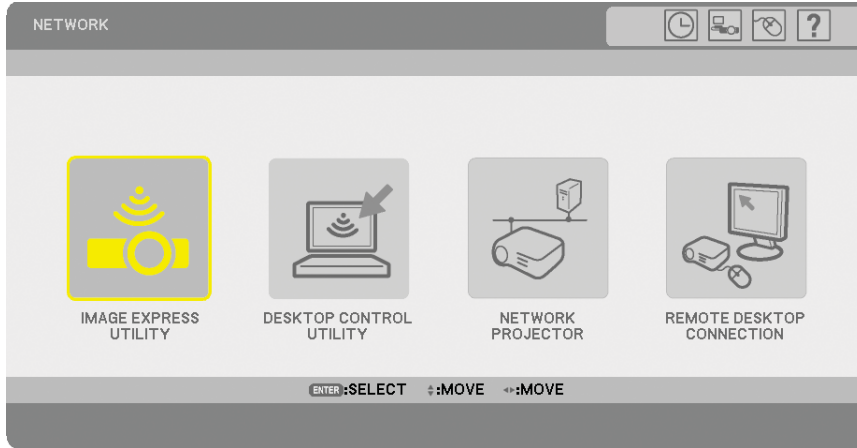 NETWORK
?
IMAGE EXPRESS
UTILITY
DESKTOP CONTROL
UTILITY
NETWORK
PROJECTOR
REMOTE DESKTOP
CONNECTION
ENTER:SELECT :MOVE :MOVE